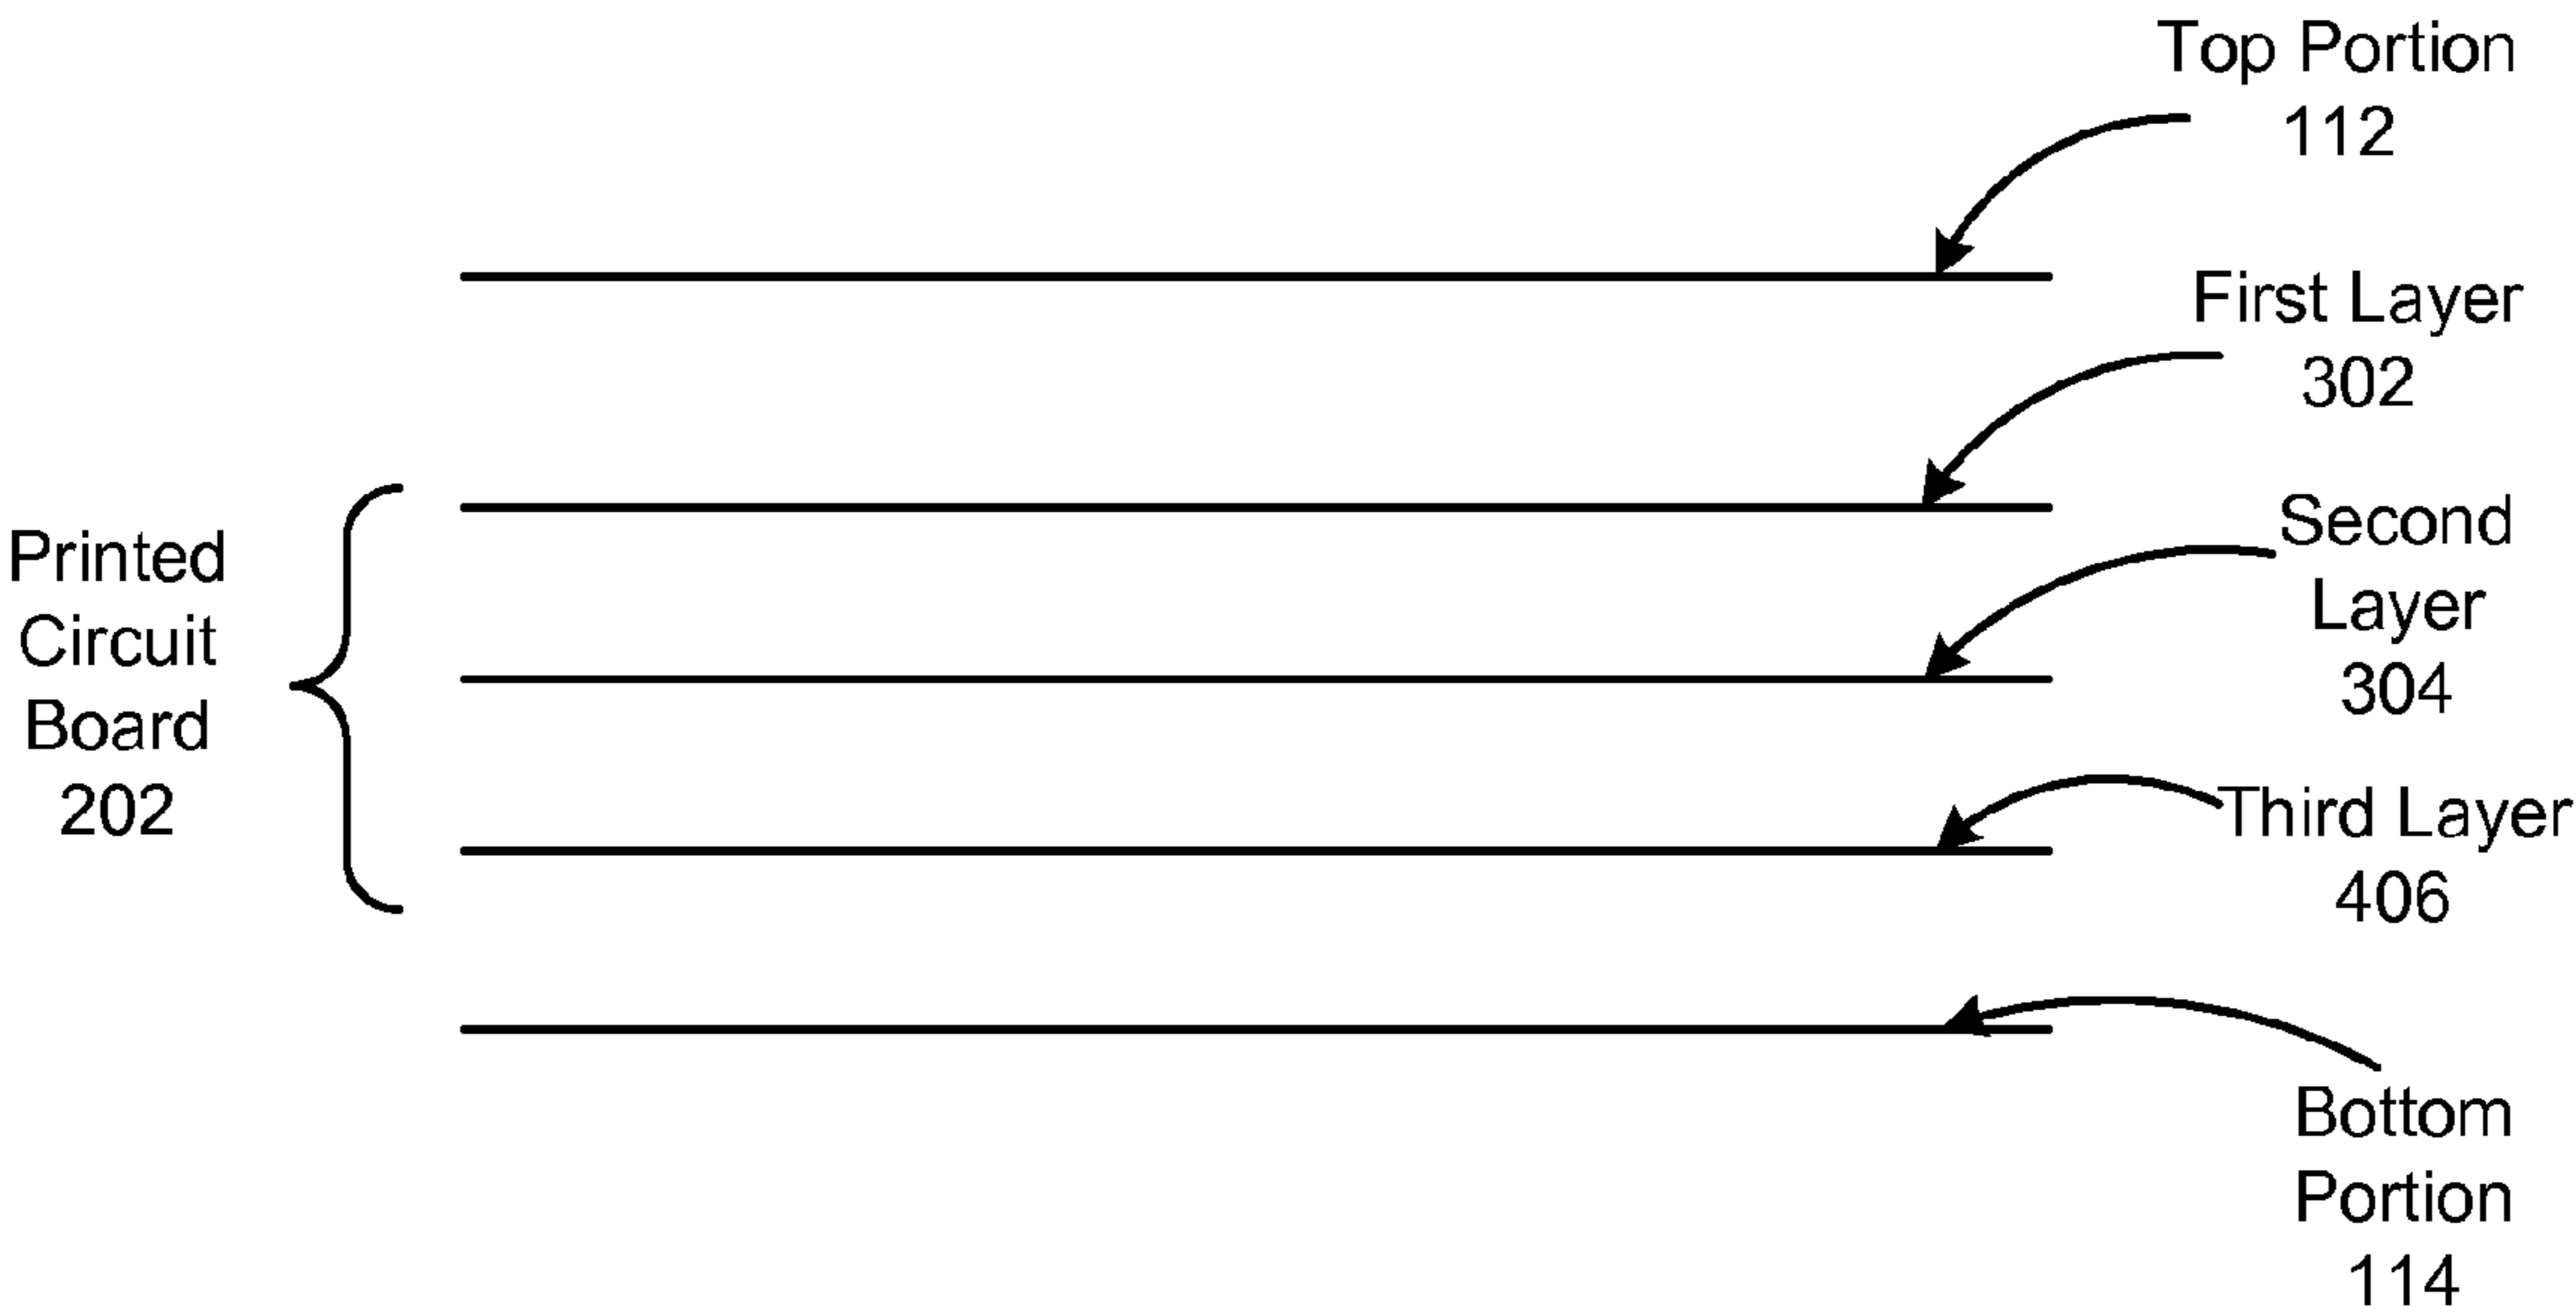 Top Portion
112
First Layer
302
Second
Layer
304
Printed
Circuit
Board
202
Third Layer
406
Bottom
Portion
114